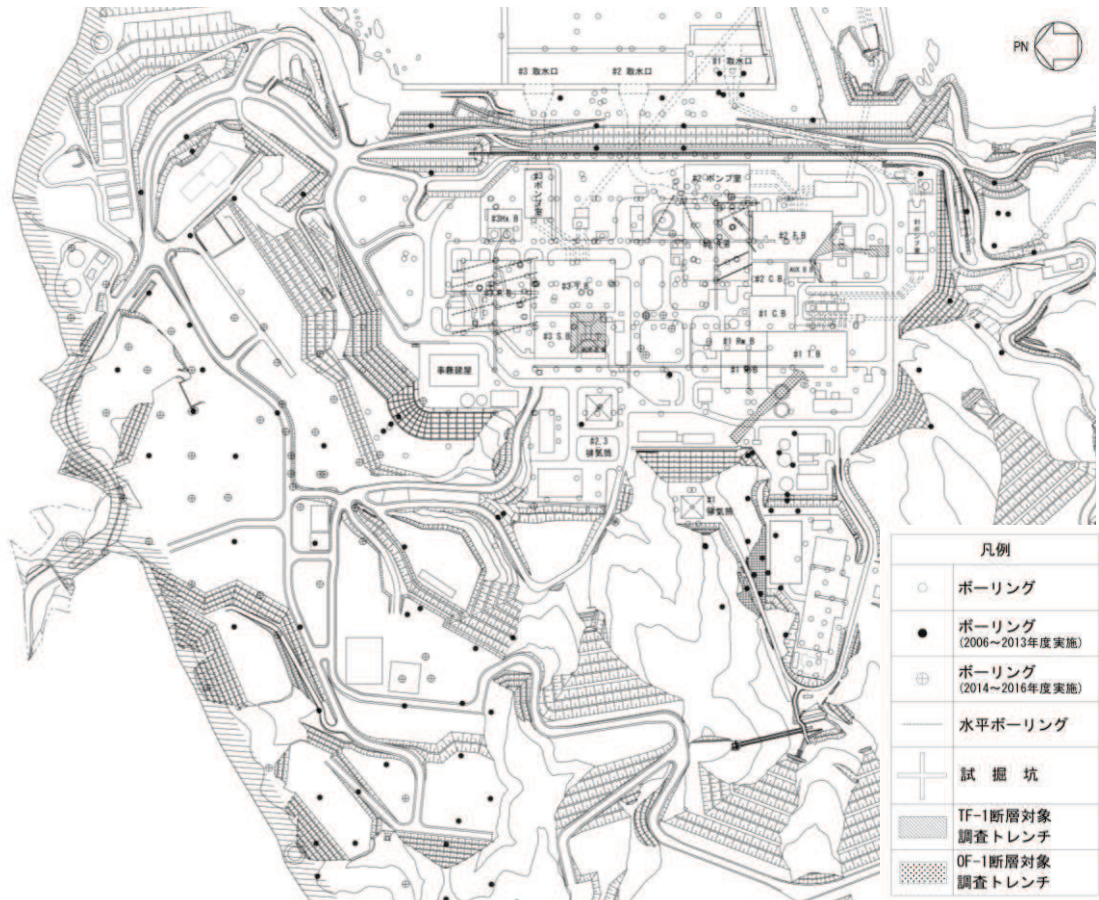 PN
#3 取水口
#2 取水口
#1 取水口
#2 ポンプ室
#3
ポンプ室
#3Hx.B
#2 T.B
#2 C.B
#1 C.B
#3 T.B
#3 S.B
#1 Rw.B
#1 T.B
#1 R.B
事務建屋
#2,3
排気筒
#1
排気筒
凡例
ボーリング
ボーリング
(2006~2013年度実施)
ボーリング
(2014~2016年度実施)
水平ボーリング
試 掘 坑
TF-1断層対象
調査トレンチ
OF-1断層対象
調査トレンチ